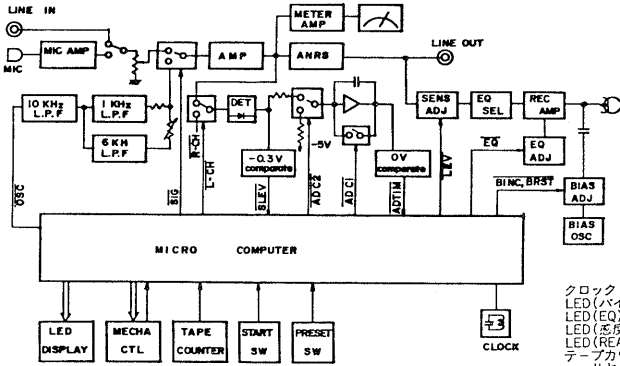 LINE IN
MIC
MIC AMP
AMP
METER
AMP
ANRS
LINE OUT
10 KHz
L.P.F
1 KHz
L.P.F
6 KH
L.P.F
R-CH
L-CH
DET
-5V
-0.3V
comparate
0V
comparate
SENS
ADJ
EQ
SEL
REC
AMP
EQ
ADJ
BIAS
ADJ
BIAS
OSC
OSC
SIG
SLEV
ADC2
ADC1
ADTIM
LEV
EQ
BINC, BRST
MICRO COMPUTER
LED
DISPLAY
MECHA
CTL
TAPE
COUNTER
START
SW
PRESET
SW
CLOCK
クロック
LED(バイ
LED(EQ)
LED(感度
LED(REA
テープカ